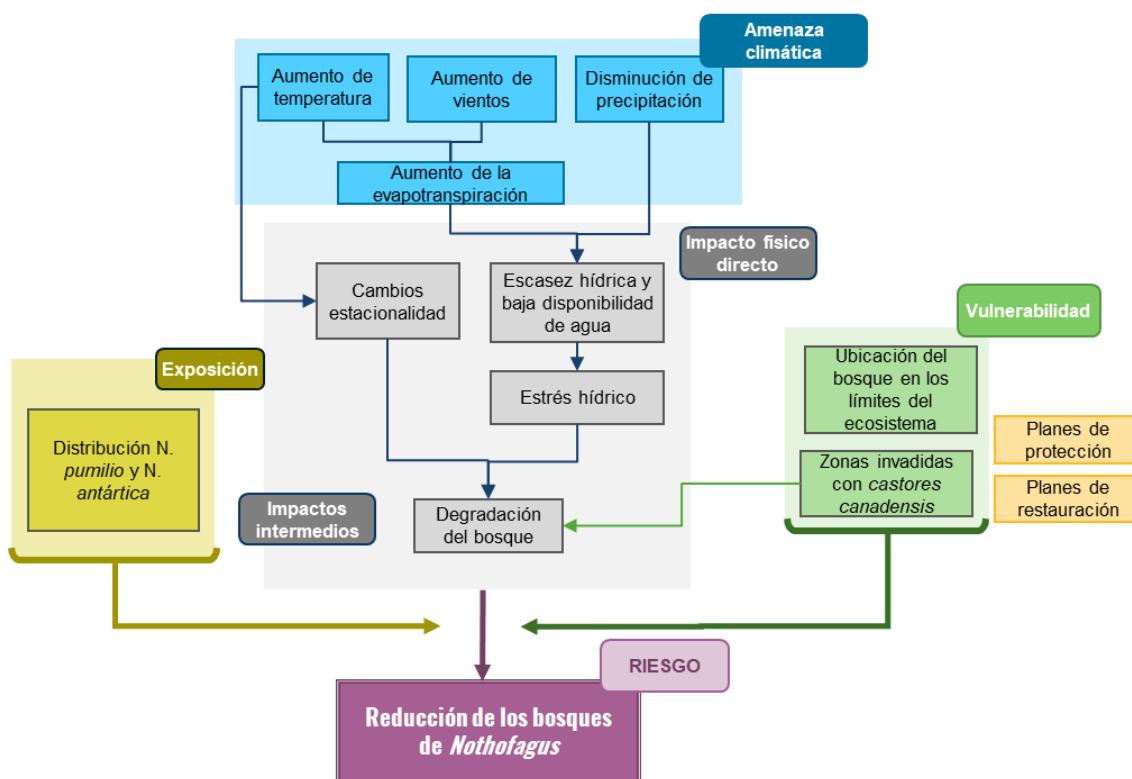 Amenaza
climática
Aumento de
temperatura
Aumento de
vientos
Disminución de
precipitación
Aumento de la
evapotranspiración
Impacto físico
directo
Cambios
estacionalidad
Escasez hídrica y
baja disponibilidad
de agua
Estrés hídrico
Vulnerabilidad
Ubicación del
bosque en los
límites del
ecosistema
Zonas invadidas
con castores
canadensis
Planes de
protección
Planes de
restauración
Exposición
Distribución N.
pumilio y N.
antártica
Impactos
intermedios
Degradación
del bosque
RIESGO
Reducción de los bosques
de Nothofagus